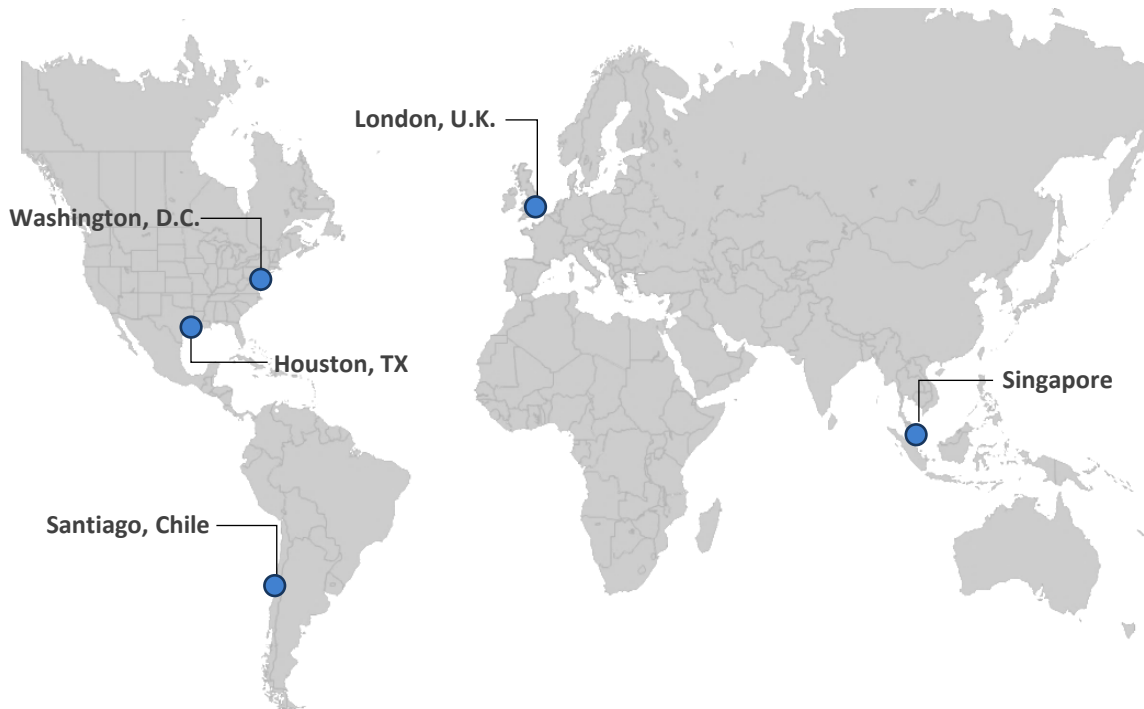 London, U.K.
Washington, D.C.
Houston, TX
Singapore
Santiago, Chile